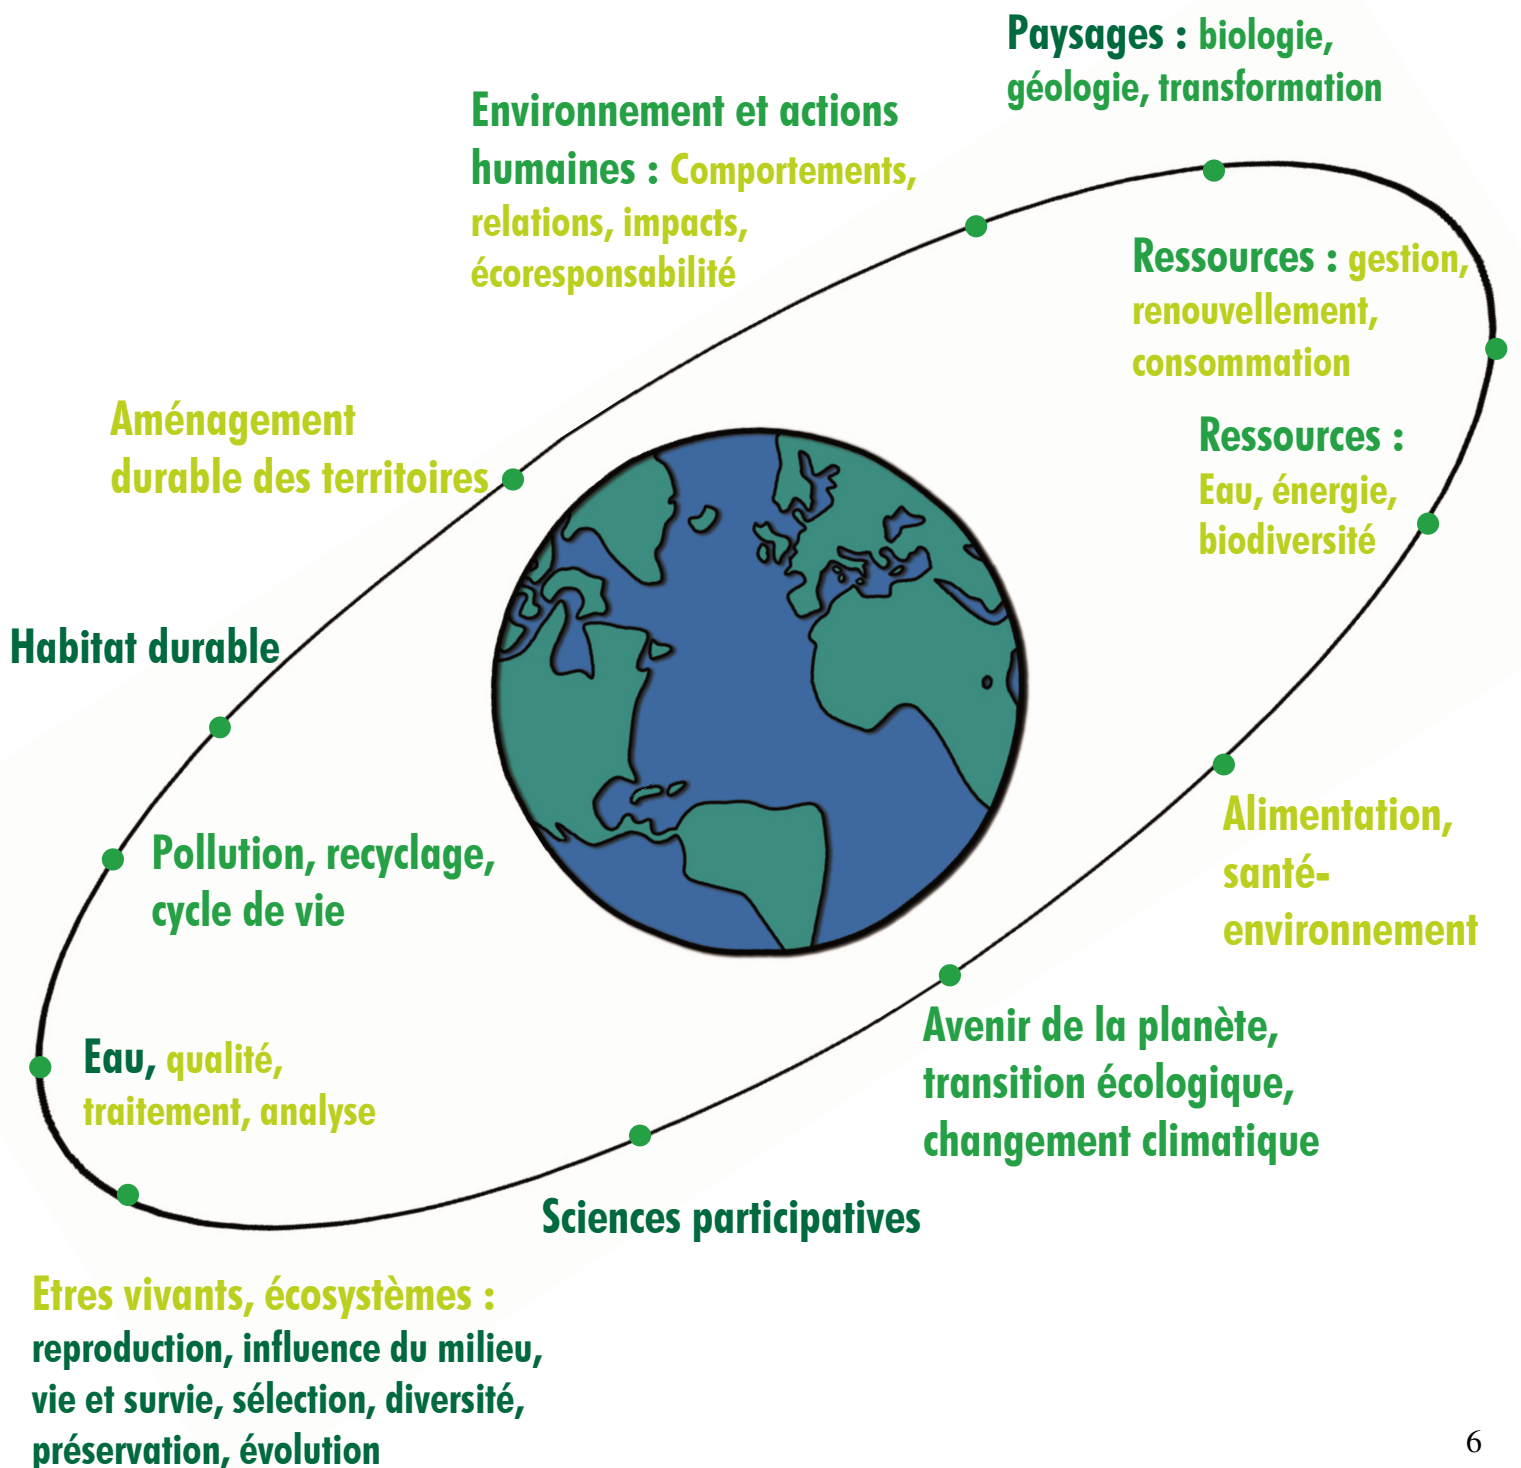 Paysages : biologie,
géologie, transformation
Environnement et actions
humaines : Comportements,
relations, impacts,
écoresponsabilité
Ressources : gestion,
renouvellement,
consommation
Aménagement
durable des territoires
Ressources :
Eau, énergie,
biodiversité
Habitat durable
Alimentation,
santé-
environnement
Pollution, recyclage,
cycle de vie
Avenir de la planète,
transition écologique,
changement climatique
Eau, qualité,
traitement, analyse
Sciences participatives
Etres vivants, écosystèmes :
reproduction, influence du milieu,
vie et survie, sélection, diversité,
préservation, évolution
6